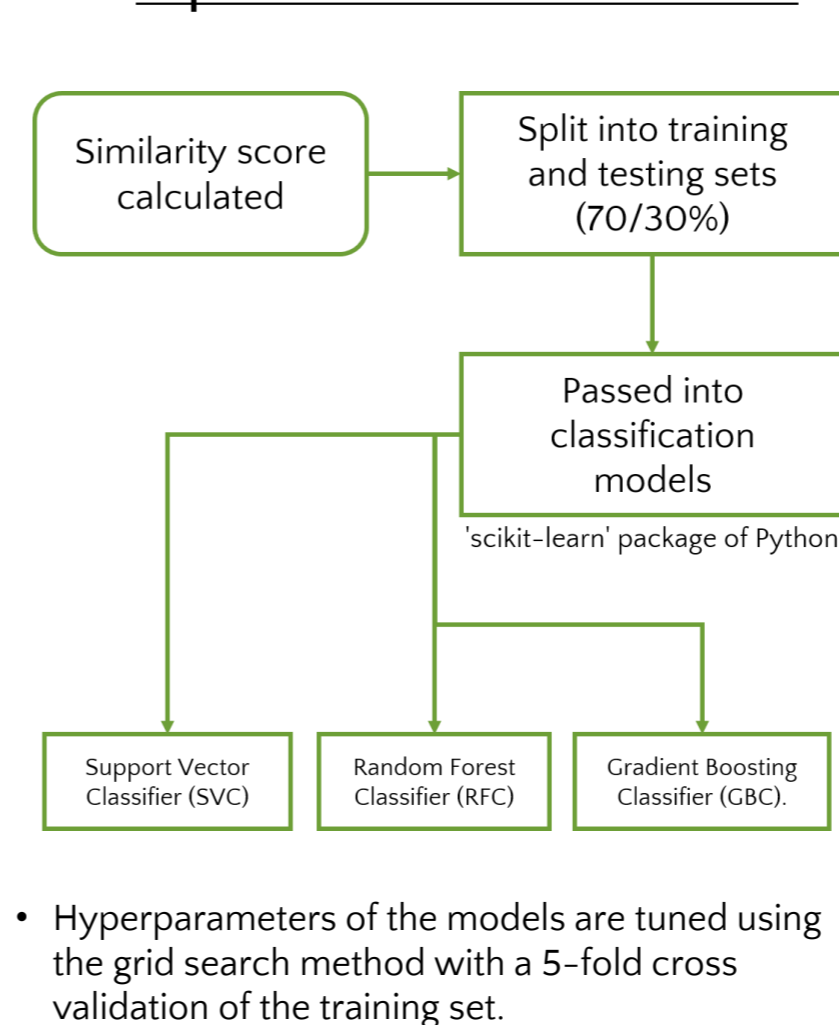 Similarity score
calculated
Split into training
and testing sets
(70/30%)
Passed into
classification
models
'scikit-learn' package of Python
Support Vector
Classifier (SVC)
Random Forest
Classifier (RFC)
Gradient Boosting
Classifier (GBC).
• Hyperparameters of the models are tuned using
the grid search method with a 5-fold cross
validation of the training set.